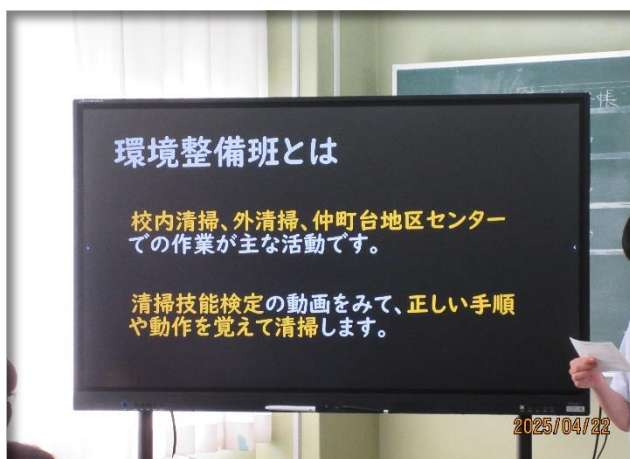 環境整備班とは
校内清掃、外清掃、仲町台地区センター
での作業が主な活動です。
清掃技能検定の動画をみて、正しい手順
や動作を覚えて清掃します。
帳
2025/04/22